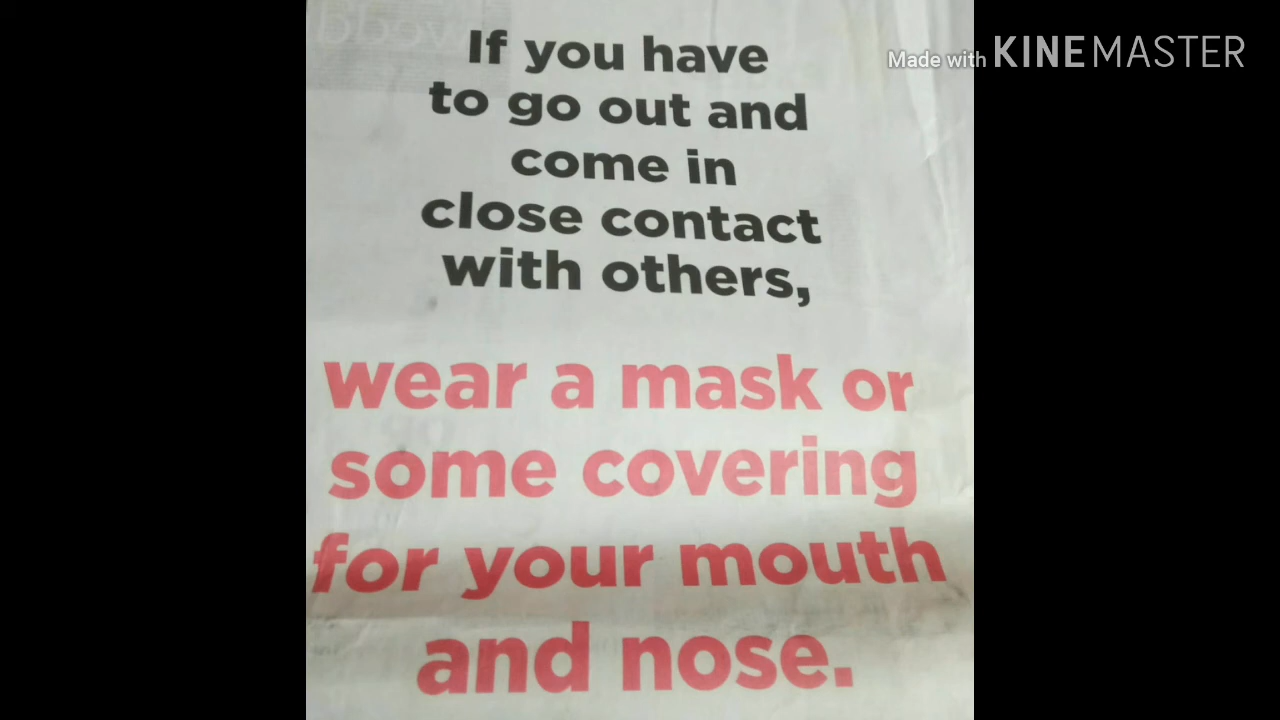 If you have
to go out and
come in
close contact
with others,
wear a mask or
some covering
for your mouth
and nose.
Made with KINEMASTER